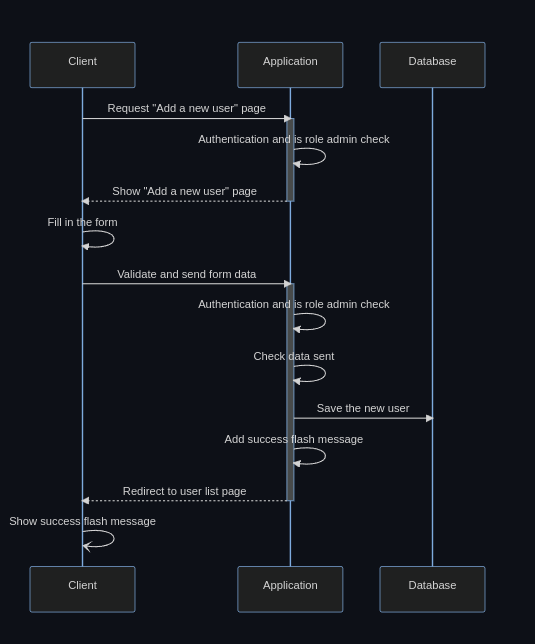 Client
Application
Database
Request "Add a new user" page
Authentication and is role admin check
Show "Add a new user" page
Fill in the form
Validate and send form data
Authentication and is role admin check
Check data sent
Save the new user
Add success flash message
Redirect to user list page
Show success flash message
Client
Application
Database